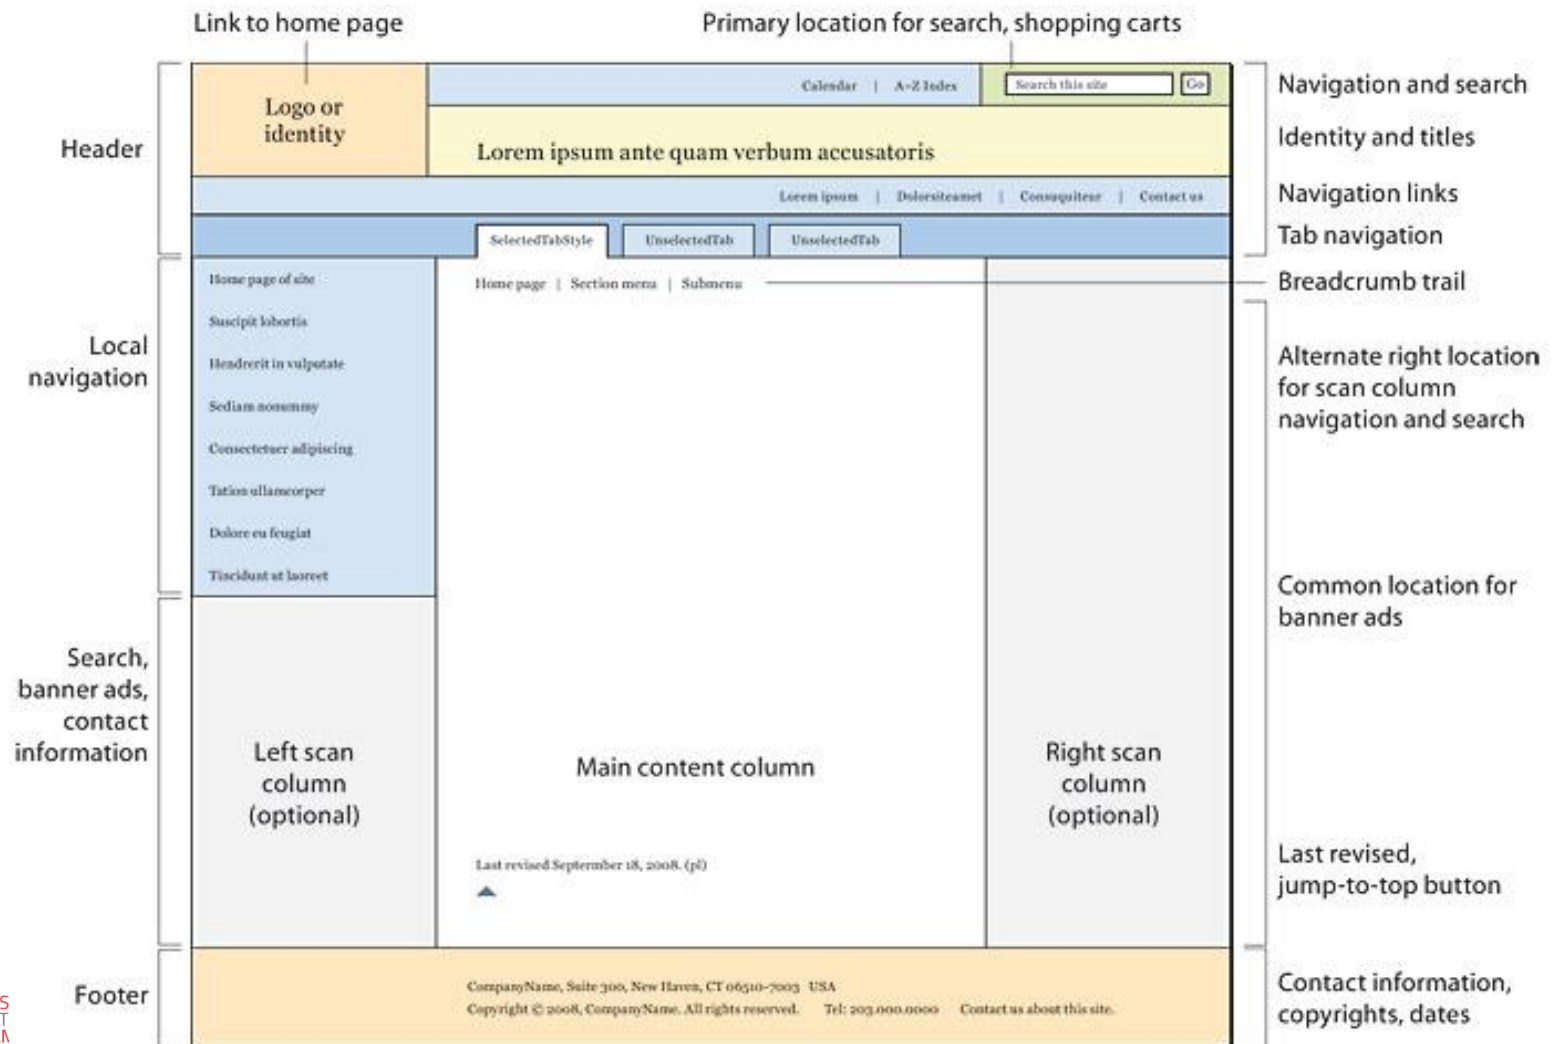 Link to home page
Primary location for search, shopping carts
Header
Logo or
identity
Calendar | A–Z Index
Search this site
Go
Navigation and search
Lorem ipsum ante quam verbum accusatoris
Identity and titles
Lorem ipsum | Dolorsiteamet | Consuquiteur | Contact us
Navigation links
SelectedTabStyle
UnselectedTab
UnselectedTab
Tab navigation
Local
navigation
Home page of site
Suscipit lobortis
Hendrerit in vulputate
Sediam nonummy
Consectetuer adipiscing
Tation ullamcorper
Dolore eu feugiat
Tincidunt ut laoreet
Home page | Section menu | Submenu
Breadcrumb trail
Alternate right location
for scan column
navigation and search
Common location for
banner ads
Search,
banner ads,
contact
information
Left scan
column
(optional)
Main content column
Right scan
column
(optional)
Last revised Septermber 18, 2008. (pl)
Last revised,
jump-to-top button
Footer
CompanyName, Suite 300, New Haven, CT 06510-7003 USA
Copyright © 2008, CompanyName. All rights reserved. Tel: 203.000.0000 Contact us about this site.
Contact information,
copyrights, dates
S
T